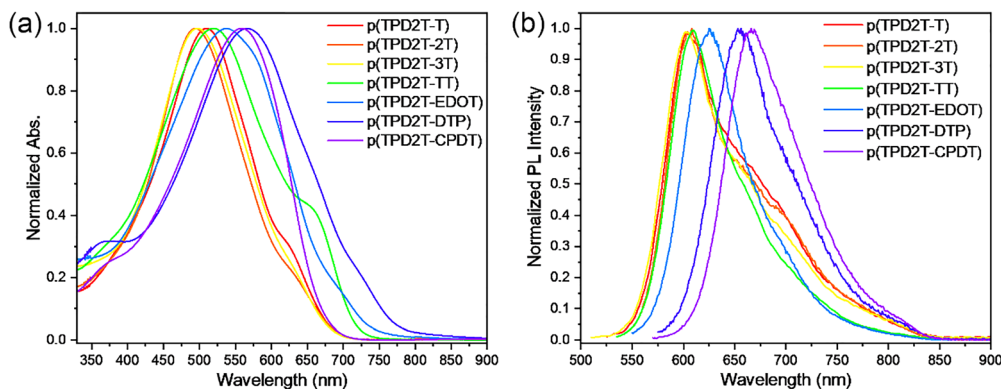 (a)
Normalized Abs.
1.0
0.8
0.6
0.4
0.2
0.0
350 400 450 500 550 600 650 700 750 800 850 900
Wavelength (nm)
p(TPD2T-T)
p(TPD2T-2T)
p(TPD2T-3T)
p(TPD2T-TT)
p(TPD2T-EDOT)
p(TPD2T-DTP)
p(TPD2T-CPDT)
(b)
Normalized PL Intensity
1.0
0.9
0.8
0.7
0.6
0.5
0.4
0.3
0.2
0.1
0.0
500 550 600 650 700 750 800 850 900
Wavelength (nm)
p(TPD2T-T)
p(TPD2T-2T)
p(TPD2T-3T)
p(TPD2T-TT)
p(TPD2T-EDOT)
p(TPD2T-DTP)
p(TPD2T-CPDT)